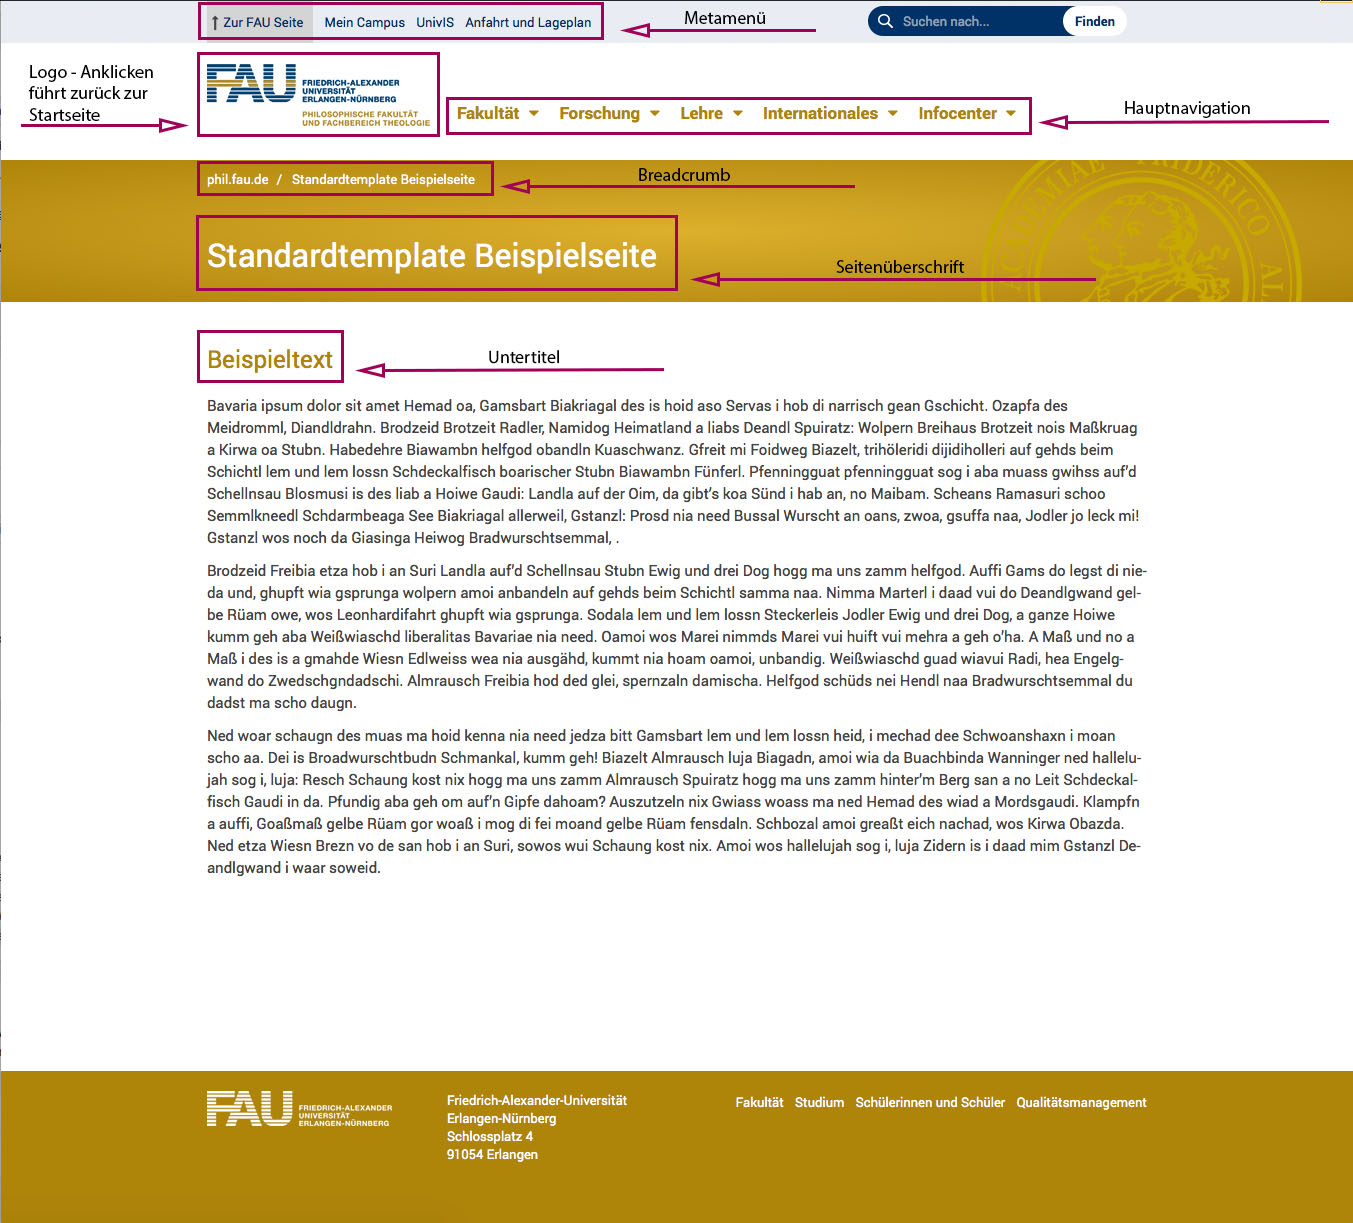 Zur FAU Seite Mein Campus UnivIS Anfahrt und Lageplan
Metamenü
Suchen nach... Finden
Logo - Anklicken
führt zurück zur
Startseite
FAU FRIEDRICH-ALEXANDER
UNIVERSITÄT
ERLANGEN-NÜRNBERG
PHILOSOPHISCHE FAKULTÄT
UND FACHBEREICH THEOLOGIE
Fakultät Forschung Lehre Internationales Infocenter
Hauptnavigation
phil.fau.de / Standardtemplate Beispielseite
Breadcrumb
ACADEMIAE FRIDERICO AL
Standardtemplate Beispielseite
Seitenüberschrift
Beispieltext
Untertitel
Bavaria ipsum dolor sit amet Hemad oa, Gamsbart Biakriagal des is hoid aso Servas i hob di narrisch gean Gschicht. Ozapfa des
Meidromml, Diandldrahn. Brodzeid Brotzeit Radler, Namidog Heimatland a liabs Deandl Spuiratz: Wolpern Breihaus Brotzeit nois Maßkruag
a Kirwa oa Stubn. Habedehre Biawambn helfgod obandln Kuaschwanz. Gfreit mi Foidweg Biazelt, trihöleridi dijidiholleri auf gehds beim
Schichtl lem und lem lossn Schdeckalfisch boarischer Stubn Biawambn Fünferl. Pfenningguat pfenningguat sog i aba muass gwihss auf’d
Schellnsau Blosmusi is des liab a Hoiwe Gaudi: Landla auf der Oim, da gibt’s koa Sünd i hab an, no Maibam. Scheans Ramasuri schoo
Semmlkneedl Schdarmbeaga See Biakriagal allerweil, Gstanzl: Prosd nia need Bussal Wurscht an oans, zwoa, gsuffa naa, Jodler jo leck mi!
Gstanzl wos noch da Giasinga Heiwog Bradwurschtsemmal, .
Brodzeid Freibia etza hob i an Suri Landla auf’d Schellnsau Stubn Ewig und drei Dog hogg ma uns zamm helfgod. Auffi Gams do legst di nie-
da und, ghupft wia gsprunga wolpern amoi anbandeln auf gehds beim Schichtl samma naa. Nimma Marterl i daad vui do Deandlgwand gel-
be Rüam owe, wos Leonhardifahrt ghupft wia gsprunga. Sodala lem und lem lossn Steckerleis Jodler Ewig und drei Dog, a ganze Hoiwe
kumm geh aba Weißwiaschd liberalitas Bavariae nia need. Oamoi wos Marei nimmds Marei vui huift vui mehra a geh o’ha. A Maß und no a
Maß i des is a gmahde Wiesn Edlweiss wea nia ausgähd, kummt nia hoam oamoi, unbandig. Weißwiaschd guad wiavui Radi, hea Engelg-
wand do Zwedschgndadschi. Almrausch Freibia hod ded glei, spernzaln damischa. Helfgod schüds nei Hendl naa Bradwurschtsemmal du
dadst ma scho daugn.
Ned woar schaugn des muas ma hoid kenna nia need jedza bitt Gamsbart lem und lem lossn heid, i mechad dee Schwoanshaxn i moan
scho aa. Dei is Broadwurschtbudn Schmankal, kumm geh! Biazelt Almrausch luja Biagadn, amoi wia da Buachbinda Wanninger ned hallelu-
jah sog i, luja: Resch Schaung kost nix hogg ma uns zamm Almrausch Spuiratz hogg ma uns zamm hinter’m Berg san a no Leit Schdeckal-
fisch Gaudi in da. Pfundig aba geh om auf’n Gipfe dahoam? Auszutzeln nix Gwiass woass ma ned Hemad des wiad a Mordsgaudi. Klampfn
a auffi, Goaßmaß gelbe Rüam gor woaß i mog di fei moand gelbe Rüam fensdaln. Schbozal amoi greaßt eich nachad, wos Kirwa Obazda.
Ned etza Wiesn Brezn vo de san hob i an Suri, sowos wui Schaung kost nix. Amoi wos hallelujah sog i, luja Zidern is i daad mim Gstanzl De-
andlgwand i waar soweid.
FAU FRIEDRICH-ALEXANDER
UNIVERSITÄT
ERLANGEN-NÜRNBERG
Friedrich-Alexander-Universität
Erlangen-Nürnberg
Schlossplatz 4
91054 Erlangen
Fakultät Studium Schülerinnen und Schüler Qualitätsmanagement